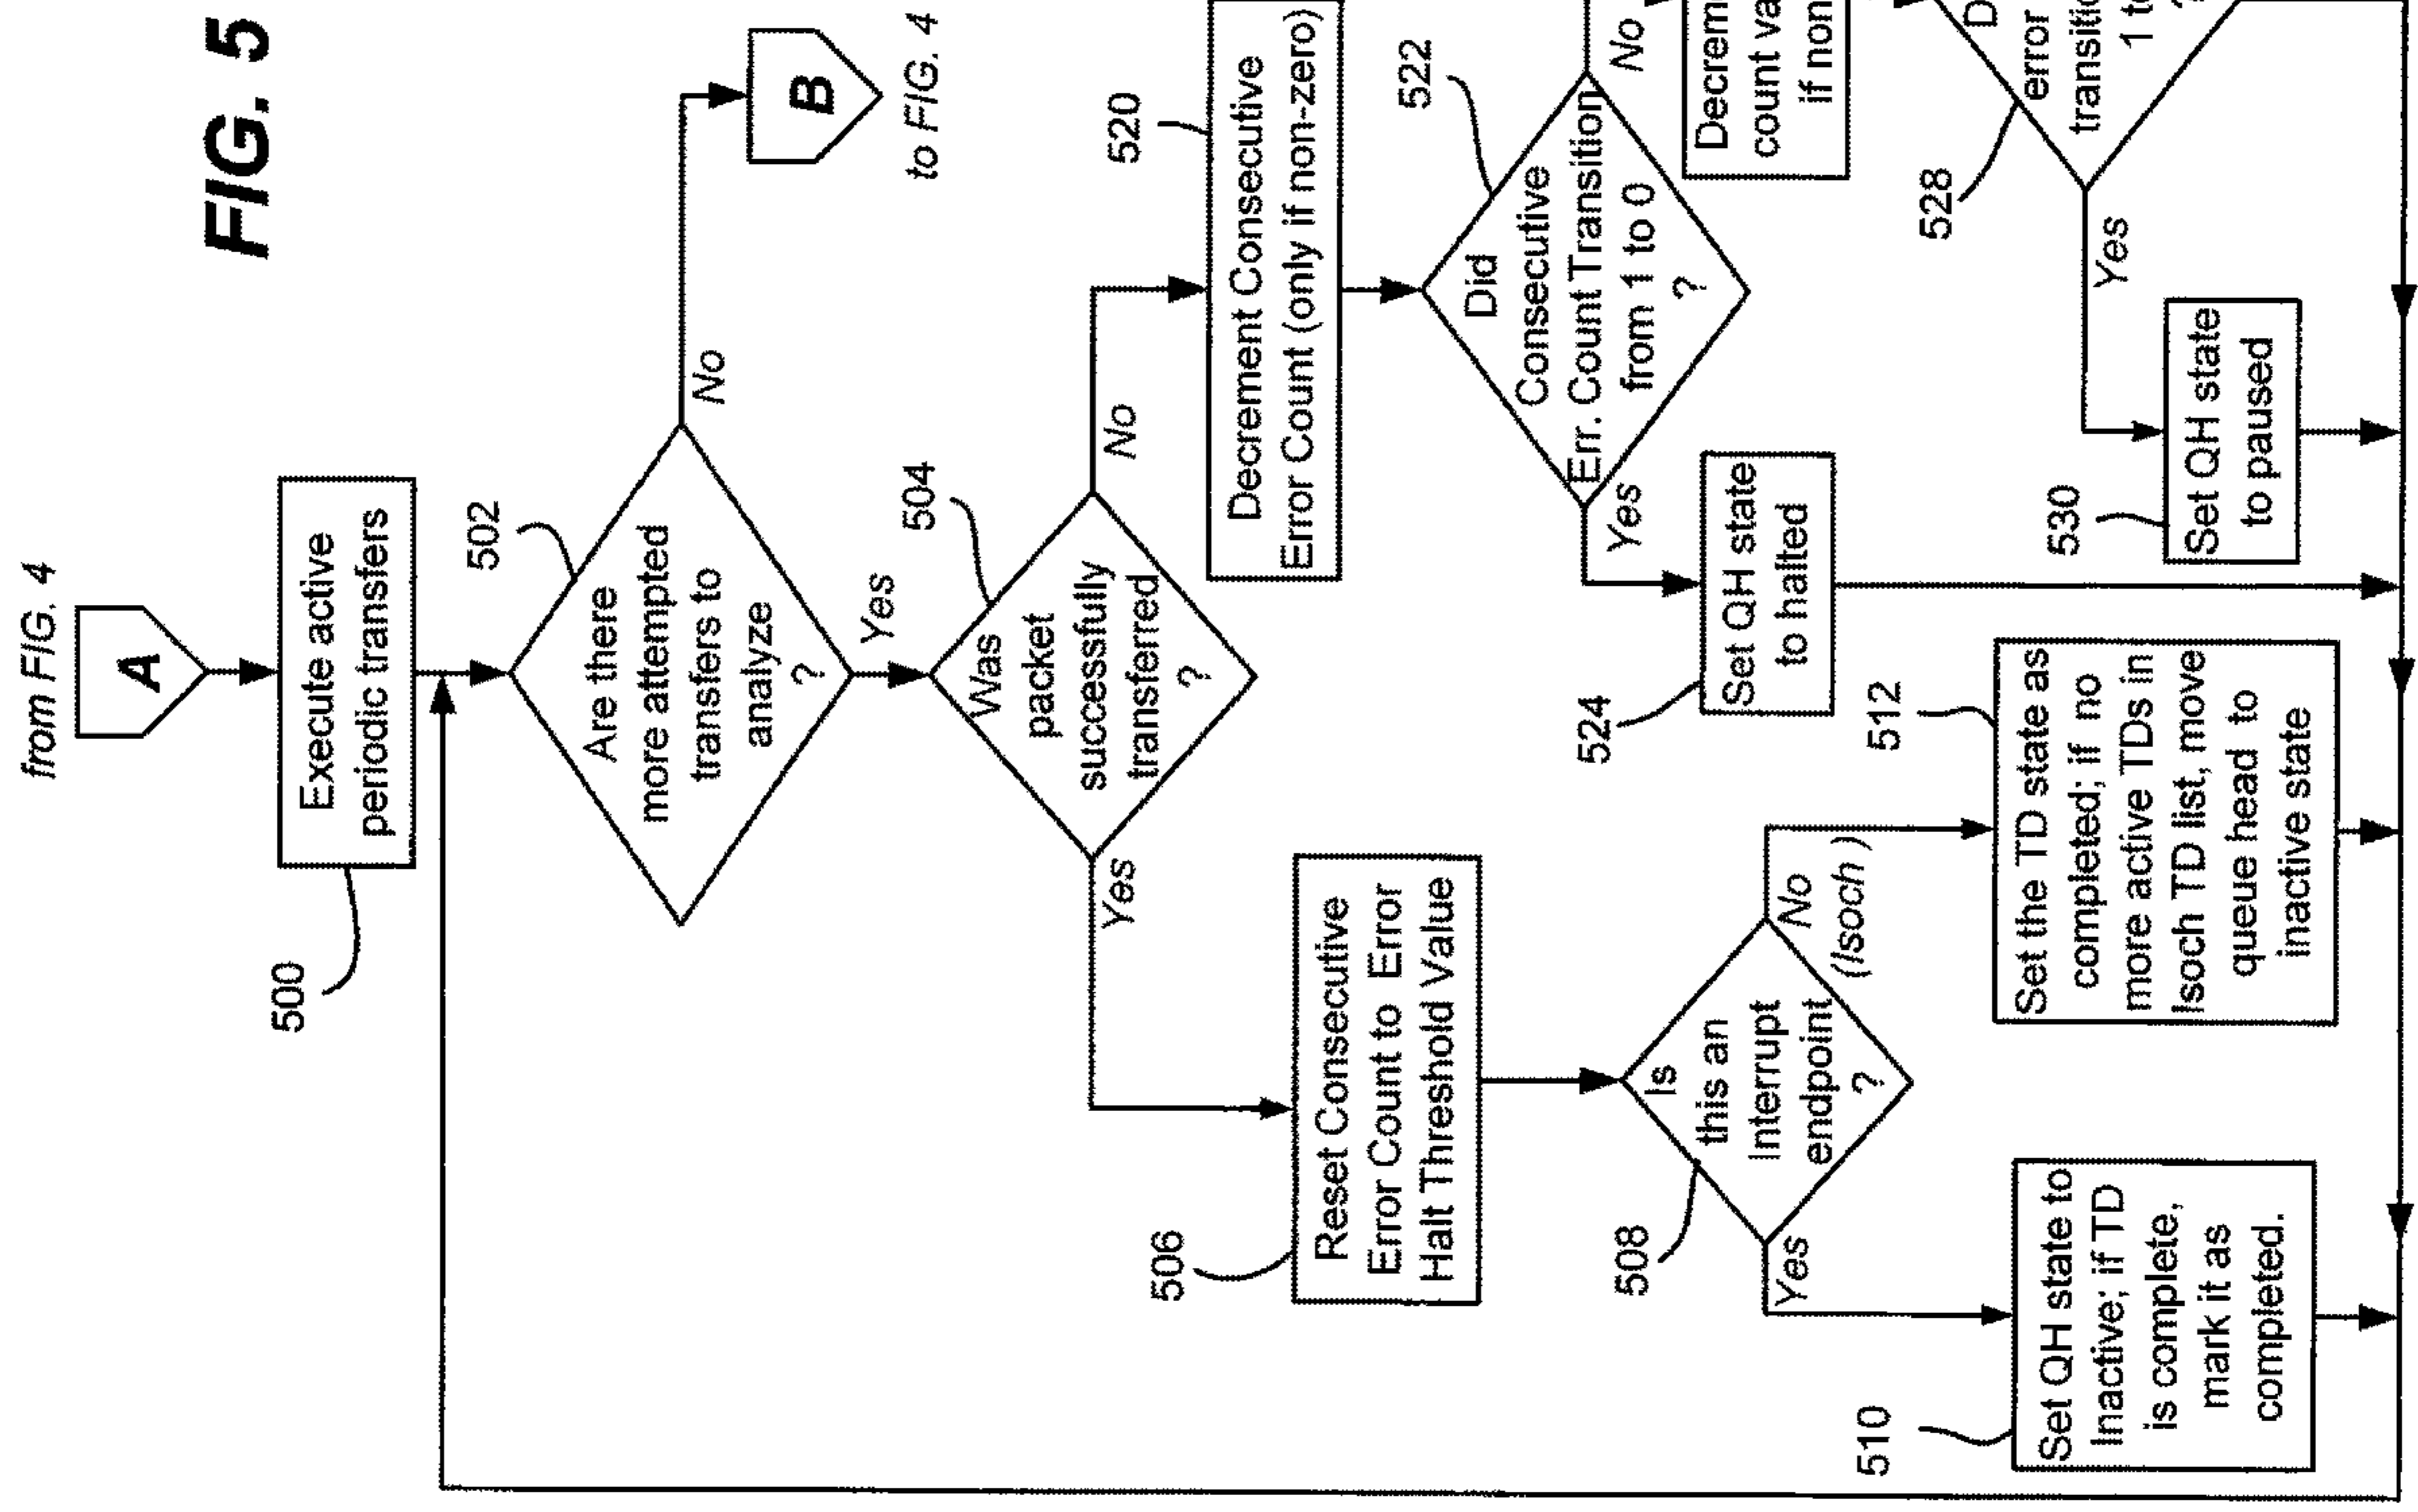 FIG. 5
from FIG. 4
A
500
Execute active
periodic transfers
502
Are there
more attempted
transfers to
analyze
?
No
B
to FIG. 4
Yes
504
Was
packet
successfully
transferred
?
Yes
No
506
Reset Consecutive
Error Count to Error
Halt Threshold Value
508
Is
this an
Interrupt
endpoint
?
Yes
No
(Isoch)
510
Set QH state to
Inactive; if TD
is complete,
mark it as
completed.
512
Set the TD state as
completed; if no
more active TDs in
Isoch TD list, move
queue head to
inactive state
520
Decrement Consecutive
Error Count (only if non-zero)
522
Did
Consecutive
Err. Count Transition
from 1 to 0
?
Yes
No
524
Set QH state
to halted
count
if
528
error
1
?
Yes
530
Set QH state
to paused